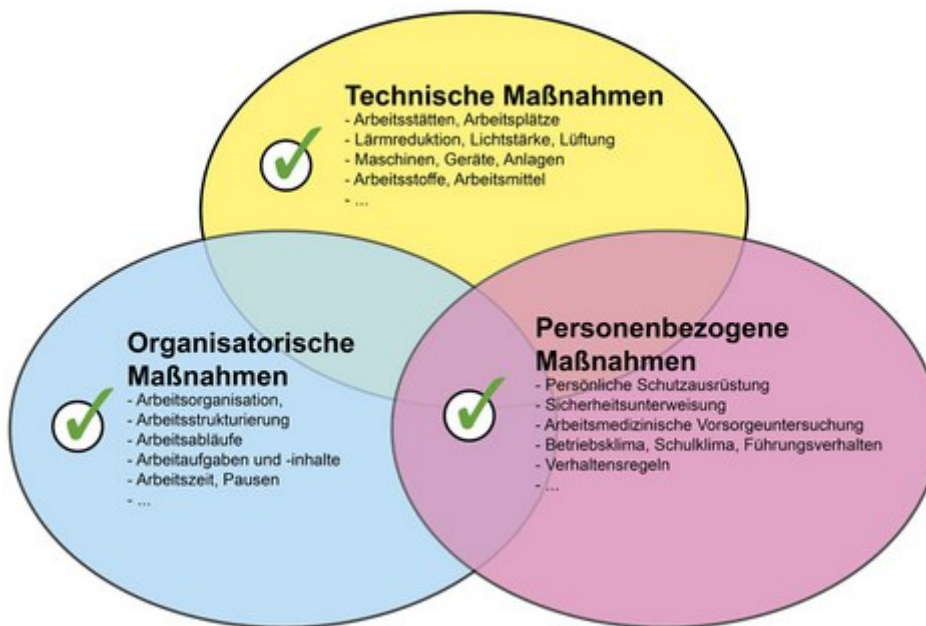 Technische Maßnahmen
- Arbeitsstätten, Arbeitsplätze
- Lärmreduktion, Lichtstärke, Lüftung
- Maschinen, Geräte, Anlagen
- Arbeitsstoffe, Arbeitsmittel
- ...
Organisatorische
Maßnahmen
- Arbeitsorganisation,
- Arbeitsstrukturierung
- Arbeitsabläufe
- Arbeitaufgaben und -inhalte
- Arbeitszeit, Pausen
- ...
Personenbezogene
Maßnahmen
- Persönliche Schutzausrüstung
- Sicherheitsunterweisung
- Arbeitsmedizinische Vorsorgeuntersuchung
- Betriebsklima, Schulklima, Führungsverhalten
- Verhaltensregeln
- ...